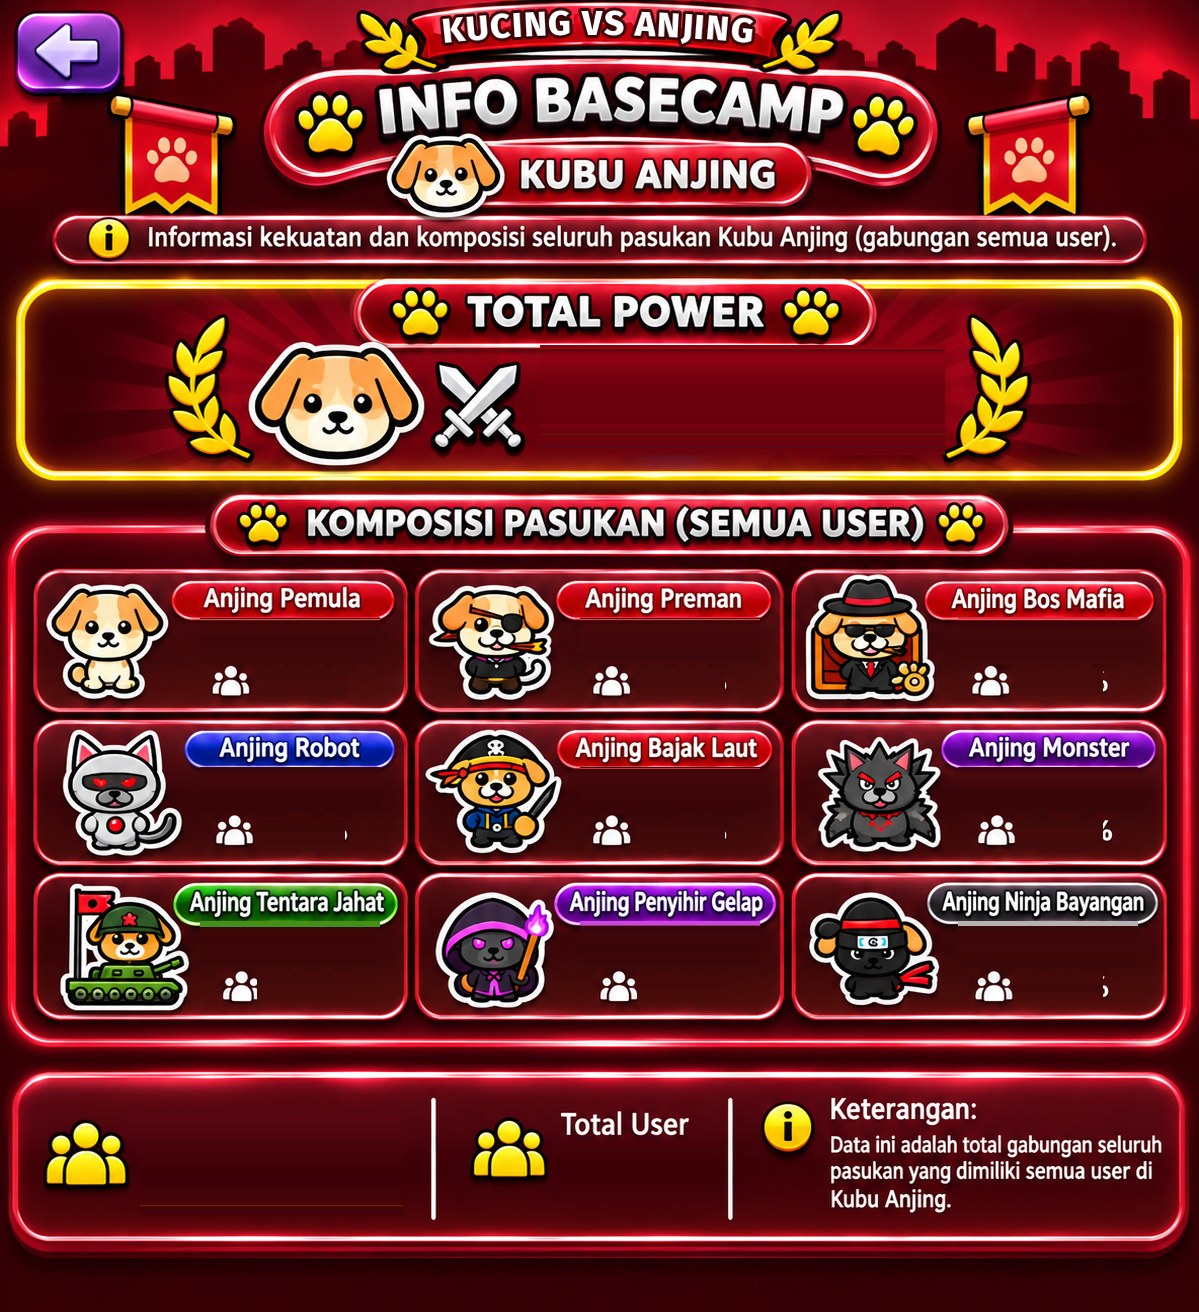 KUCING VS ANJING
INFO BASECAMP
KUBU ANJING
Informasi kekuatan dan komposisi seluruh pasukan Kubu Anjing (gabungan semua user).
TOTAL POWER
KOMPOSISI PASUKAN (SEMUA USER)
Anjing Pemula
Anjing Preman
Anjing Bos Mafia
Anjing Robot
Anjing Bajak Laut
Anjing Monster
Anjing Tentara Jahat
Anjing Penyihir Gelap
Anjing Ninja Bayangan
Total User
Keterangan:
Data ini adalah total gabungan seluruh
pasukan yang dimiliki semua user di
Kubu Anjing.